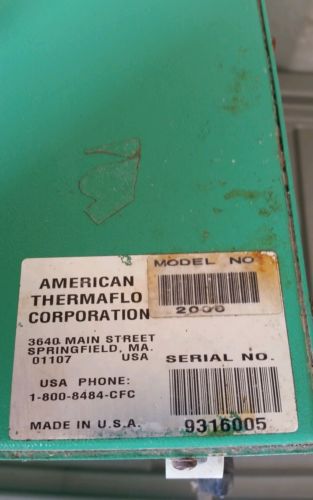 AMERICAN
THERMAFLO
CORPORATION
3640 MAIN STREET
SPRINGFIELD, MA.
01107 USA
USA PHONE:
1-800-8484-CFC
MADE IN U.S.A.
MODEL NO
2000
SERIAL NO.
9316005